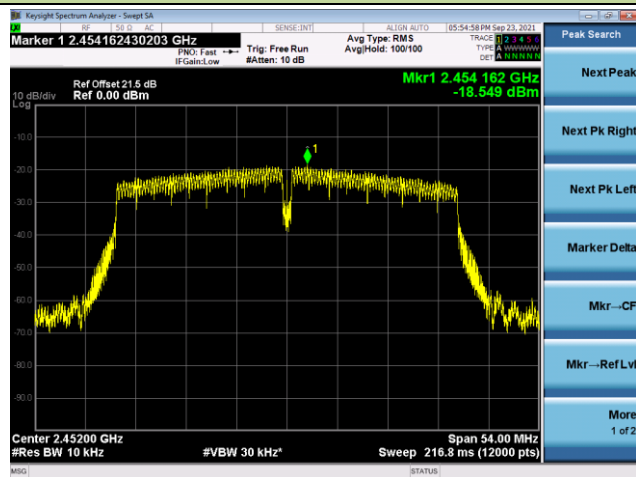 Keysight Spectrum Analyzer - Swept SA
RF 50 Ω AC SENSE:INT ALIGN AUTO 05:54:58 PM Sep 23, 2021
Marker 1 2.454162430203 GHz
PNO: Fast
IFGain:Low
Trig: Free Run
#Atten: 10 dB
Avg Type: RMS
Avg|Hold: 100/100
TRACE 1 2 3 4 5 6
TYPE A WWWWW
DET A N N N N N
Peak Search
Next Peak
Next Pk Right
Next Pk Left
Marker Delta
Mkr→CF
Mkr→Ref Lvl
More
1 of 2
Ref Offset 21.5 dB
10 dB/div Ref 0.00 dBm
Log
Mkr1 2.454 162 GHz
-18.549 dBm
1
-10.0
-20.0
-30.0
-40.0
-50.0
-60.0
-80.0
-90.0
Center 2.45200 GHz Span 54.00 MHz
#Res BW 10 kHz #VBW 30 kHz* Sweep 216.8 ms (12000 pts)
MSG STATUS